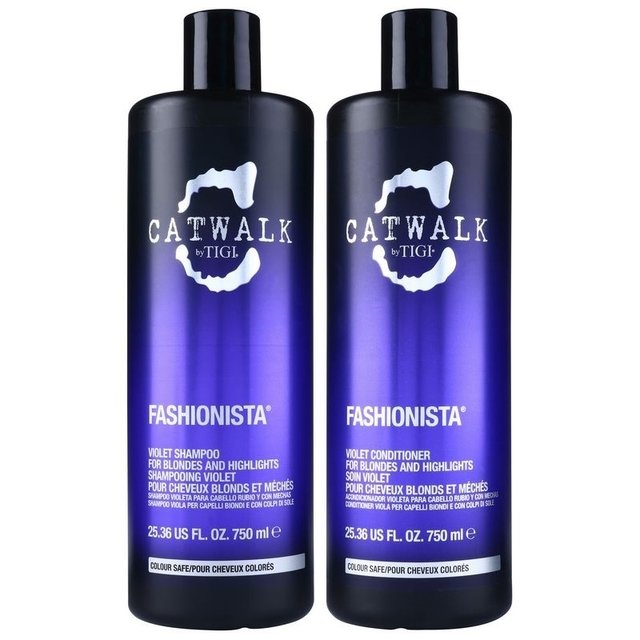 CATWALK
by TIGI®
FASHIONISTA®
VIOLET SHAMPOO
FOR BLONDES AND HIGHLIGHTS
SHAMPOOING VIOLET
POUR CHEVEUX BLONDS ET MÉCHÉS
SHAMPOO VIOLETA PARA CABELLO RUBIO Y CON MECHAS
SHAMPOO VIOLA PER CAPELLI BIONDI E CON COLPI DI SOLE
25.36 US FL. OZ. 750 ml ℮
COLOUR SAFE/POUR CHEVEUX COLORÉS
CATWALK
by TIGI®
FASHIONISTA®
VIOLET CONDITIONER
FOR BLONDES AND HIGHLIGHTS
SOIN VIOLET
POUR CHEVEUX BLONDS ET MÉCHÉS
ACONDICIONADOR VIOLETA PARA CABELLO RUBIO Y CON MECHAS
CONDITIONER VIOLA PER CAPELLI BIONDI E CON COLPI DI SOLE
25.36 US FL. OZ. 750 ml ℮
COLOUR SAFE/POUR CHEVEUX COLORÉS